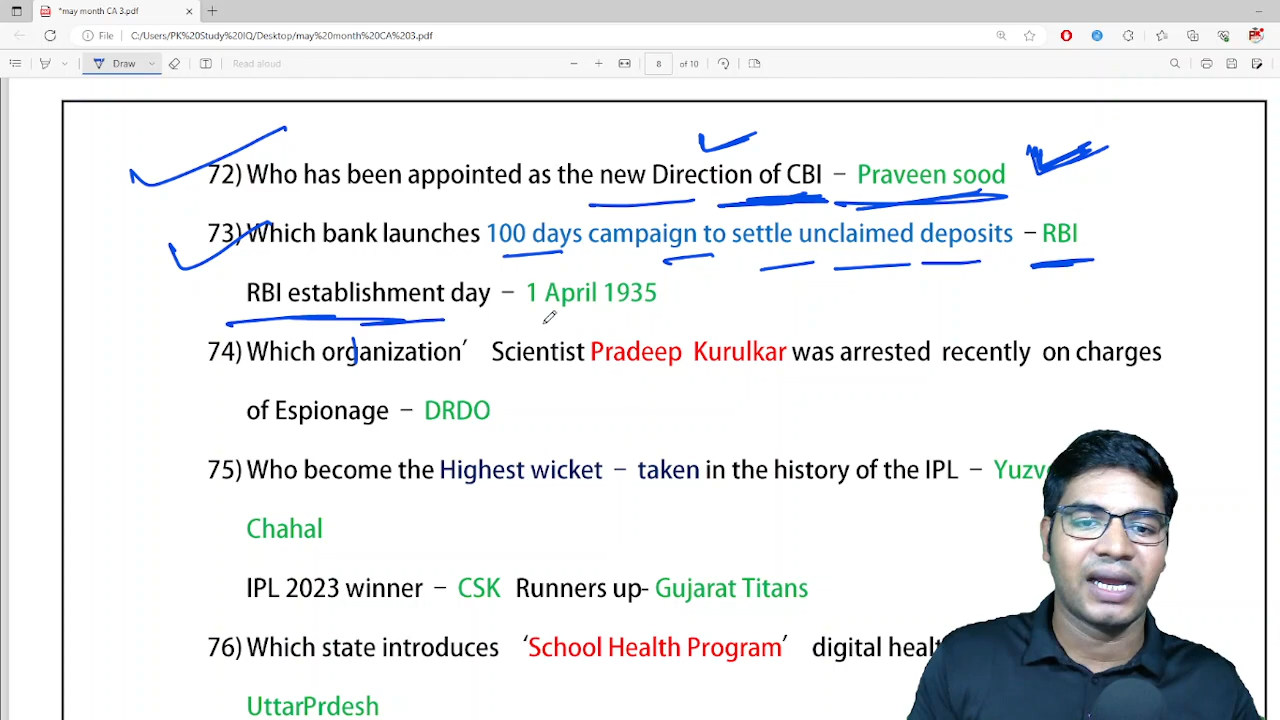 *may month CA 3.pdf
File C:/Users/PK%20Study%20IQ/Desktop/may%20month%20CA%203.pdf
Draw Read aloud 8 of 10
72) Who has been appointed as the new Direction of CBI – Praveen sood
73) Which bank launches 100 days campaign to settle unclaimed deposits – RBI
RBI establishment day – 1 April 1935
74) Which organization' Scientist Pradeep Kurulkar was arrested recently on charges
of Espionage – DRDO
75) Who become the Highest wicket – taken in the history of the IPL –
Chahal
IPL 2023 winner – CSK Runners up- Gujarat Titans
76) Which state introduces 'School Health Program' digital
UttarPrdesh